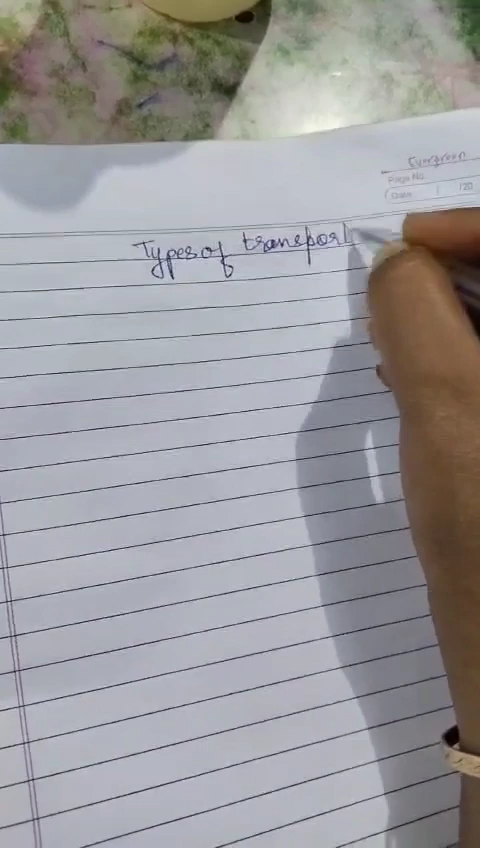 Evergreen
Page No.
Date | /20
Types of transport